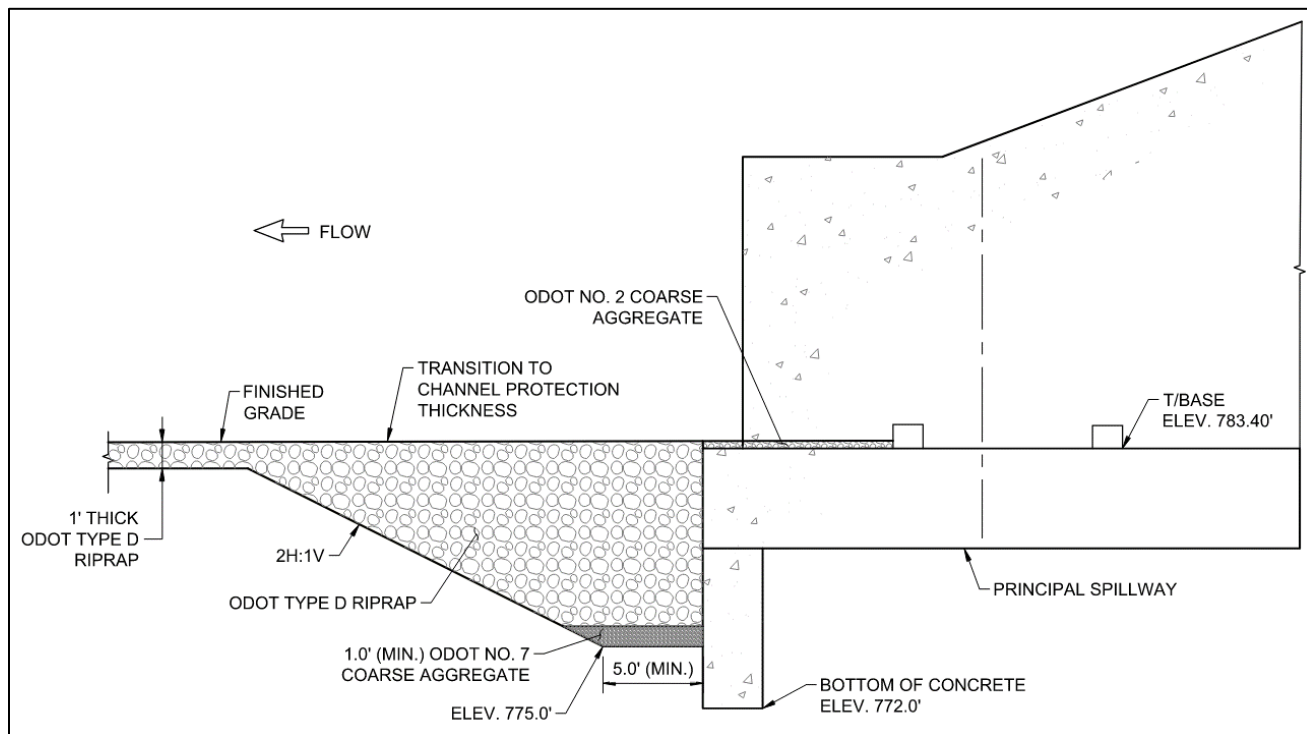 FLOW
ODOT NO. 2 COARSE
AGGREGATE
FINISHED
GRADE
TRANSITION TO
CHANNEL PROTECTION
THICKNESS
T/BASE
ELEV. 783.40'
1' THICK
ODOT TYPE D
RIPRAP
2H:1V
ODOT TYPE D RIPRAP
PRINCIPAL SPILLWAY
1.0' (MIN.) ODOT NO. 7
COARSE AGGREGATE
5.0' (MIN.)
ELEV. 775.0'
BOTTOM OF CONCRETE
ELEV. 772.0'